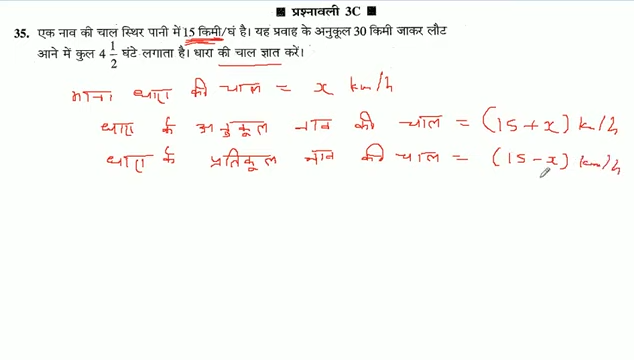 ■ प्रश्नावली 3C ■
35. एक नाव की चाल स्थिर पानी में 15 किमी/घं है। यह प्रवाह के अनुकूल 30 किमी जाकर लौट
आने में कुल 4 1/2 घंटे लगाता है। धारा की चाल ज्ञात करें।
माना धारा की चाल = x km/h
धारा के अनुकूल नाव की चाल = (15+x) km/h
धारा के प्रतिकूल नाव की चाल = (15-x) km/h